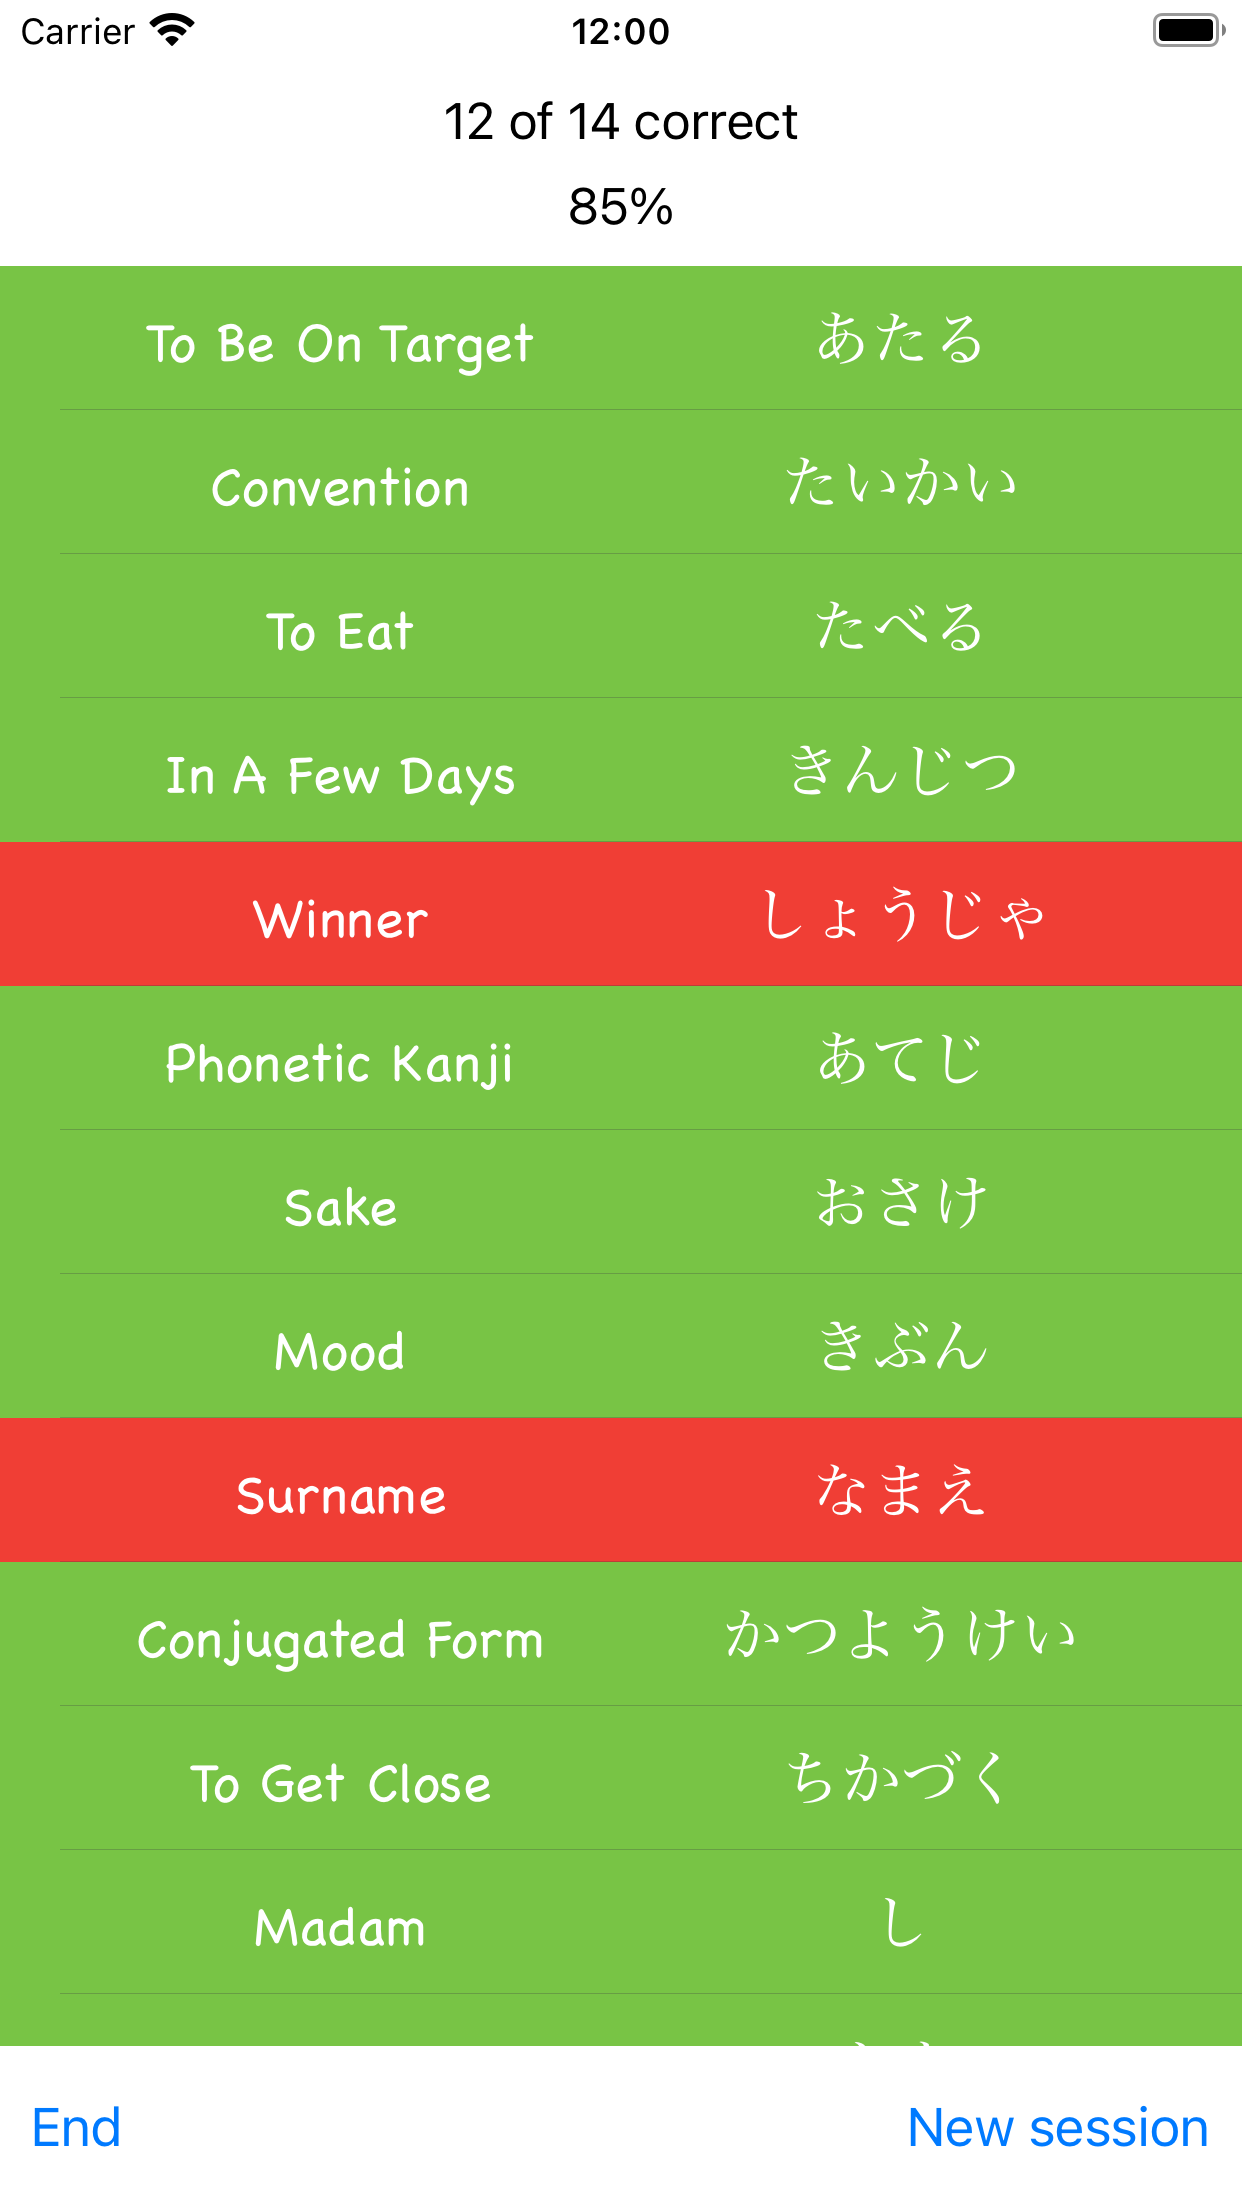 Carrier 12:00
12 of 14 correct
85%
To Be On Target あたる
Convention たいかい
To Eat たべる
In A Few Days きんじつ
Winner しょうじゃ
Phonetic Kanji あてじ
Sake おさけ
Mood きぶん
Surname なまえ
Conjugated Form かつようけい
To Get Close ちかづく
Madam し
End New session